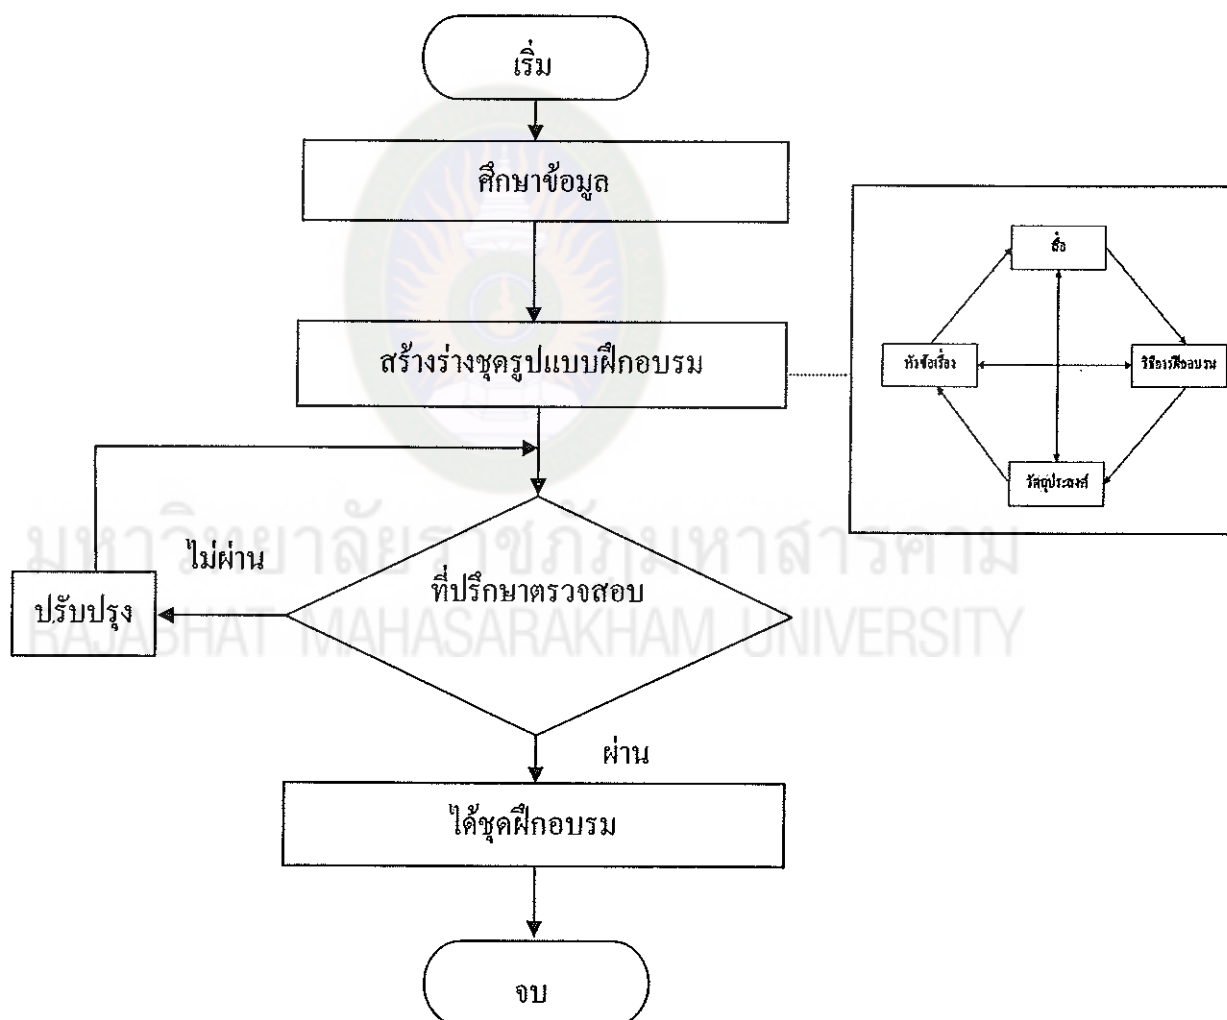 เริ่ม
ศึกษาข้อมูล
สร้างร่างชุดรูปแบบฝึกอบรม
สื่อ
หัวข้อเรื่อง
วิธีการฝึกอบรม
วัตถุประสงค์
ไม่ผ่าน
ที่ปรึกษาตรวจสอบ
ปรับปรุง
มหาวิทยาลัยราชภัฏมหาสารคาม
RAJABHAT MAHASARAKHAM UNIVERSITY
ผ่าน
ได้ชุดฝึกอบรม
จบ